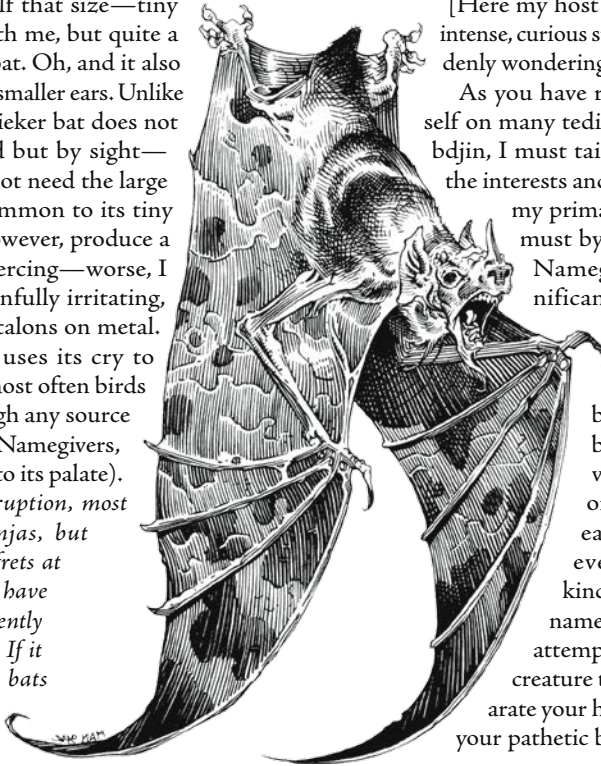 lf that size—tiny
th me, but quite a
bat. Oh, and it also
smaller ears. Unlike
ieker bat does not
d but by sight—
ot need the large
mmon to its tiny
owever, produce a
ercing—worse, I
nfully irritating,
talons on metal.
uses its cry to
most often birds
gh any source
Namegivers,
to its palate).
ruption, most
njas, but
frets at
have
ently
If it
bats
[Here my host
intense, curious s
denly wondering
As you have r
self on many tedi
bdjin, I must tai
the interests and
my prima
must by
Nameg
nifican
b
b
v
o
ea
eve
kind
name
attemp
creature t
arate your h
your pathetic b